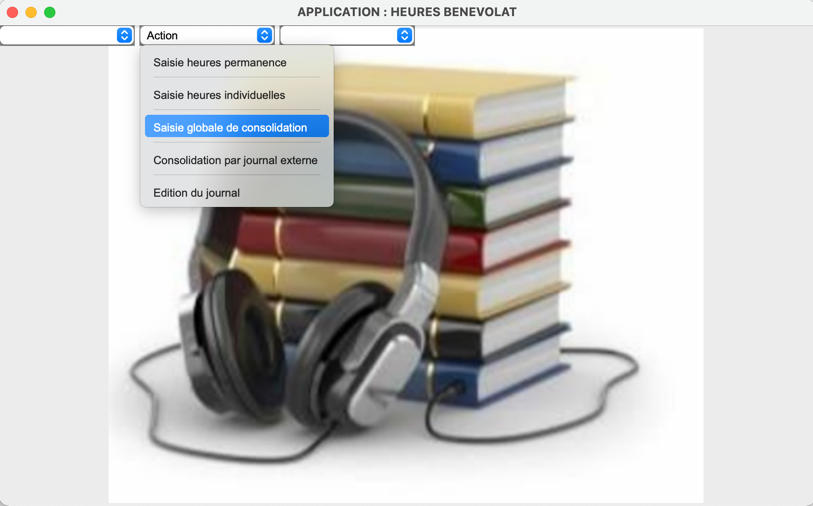 APPLICATION : HEURES BENEVOLAT
Action
Saisie heures permanence
Saisie heures individuelles
Saisie globale de consolidation
Consolidation par journal externe
Edition du journal